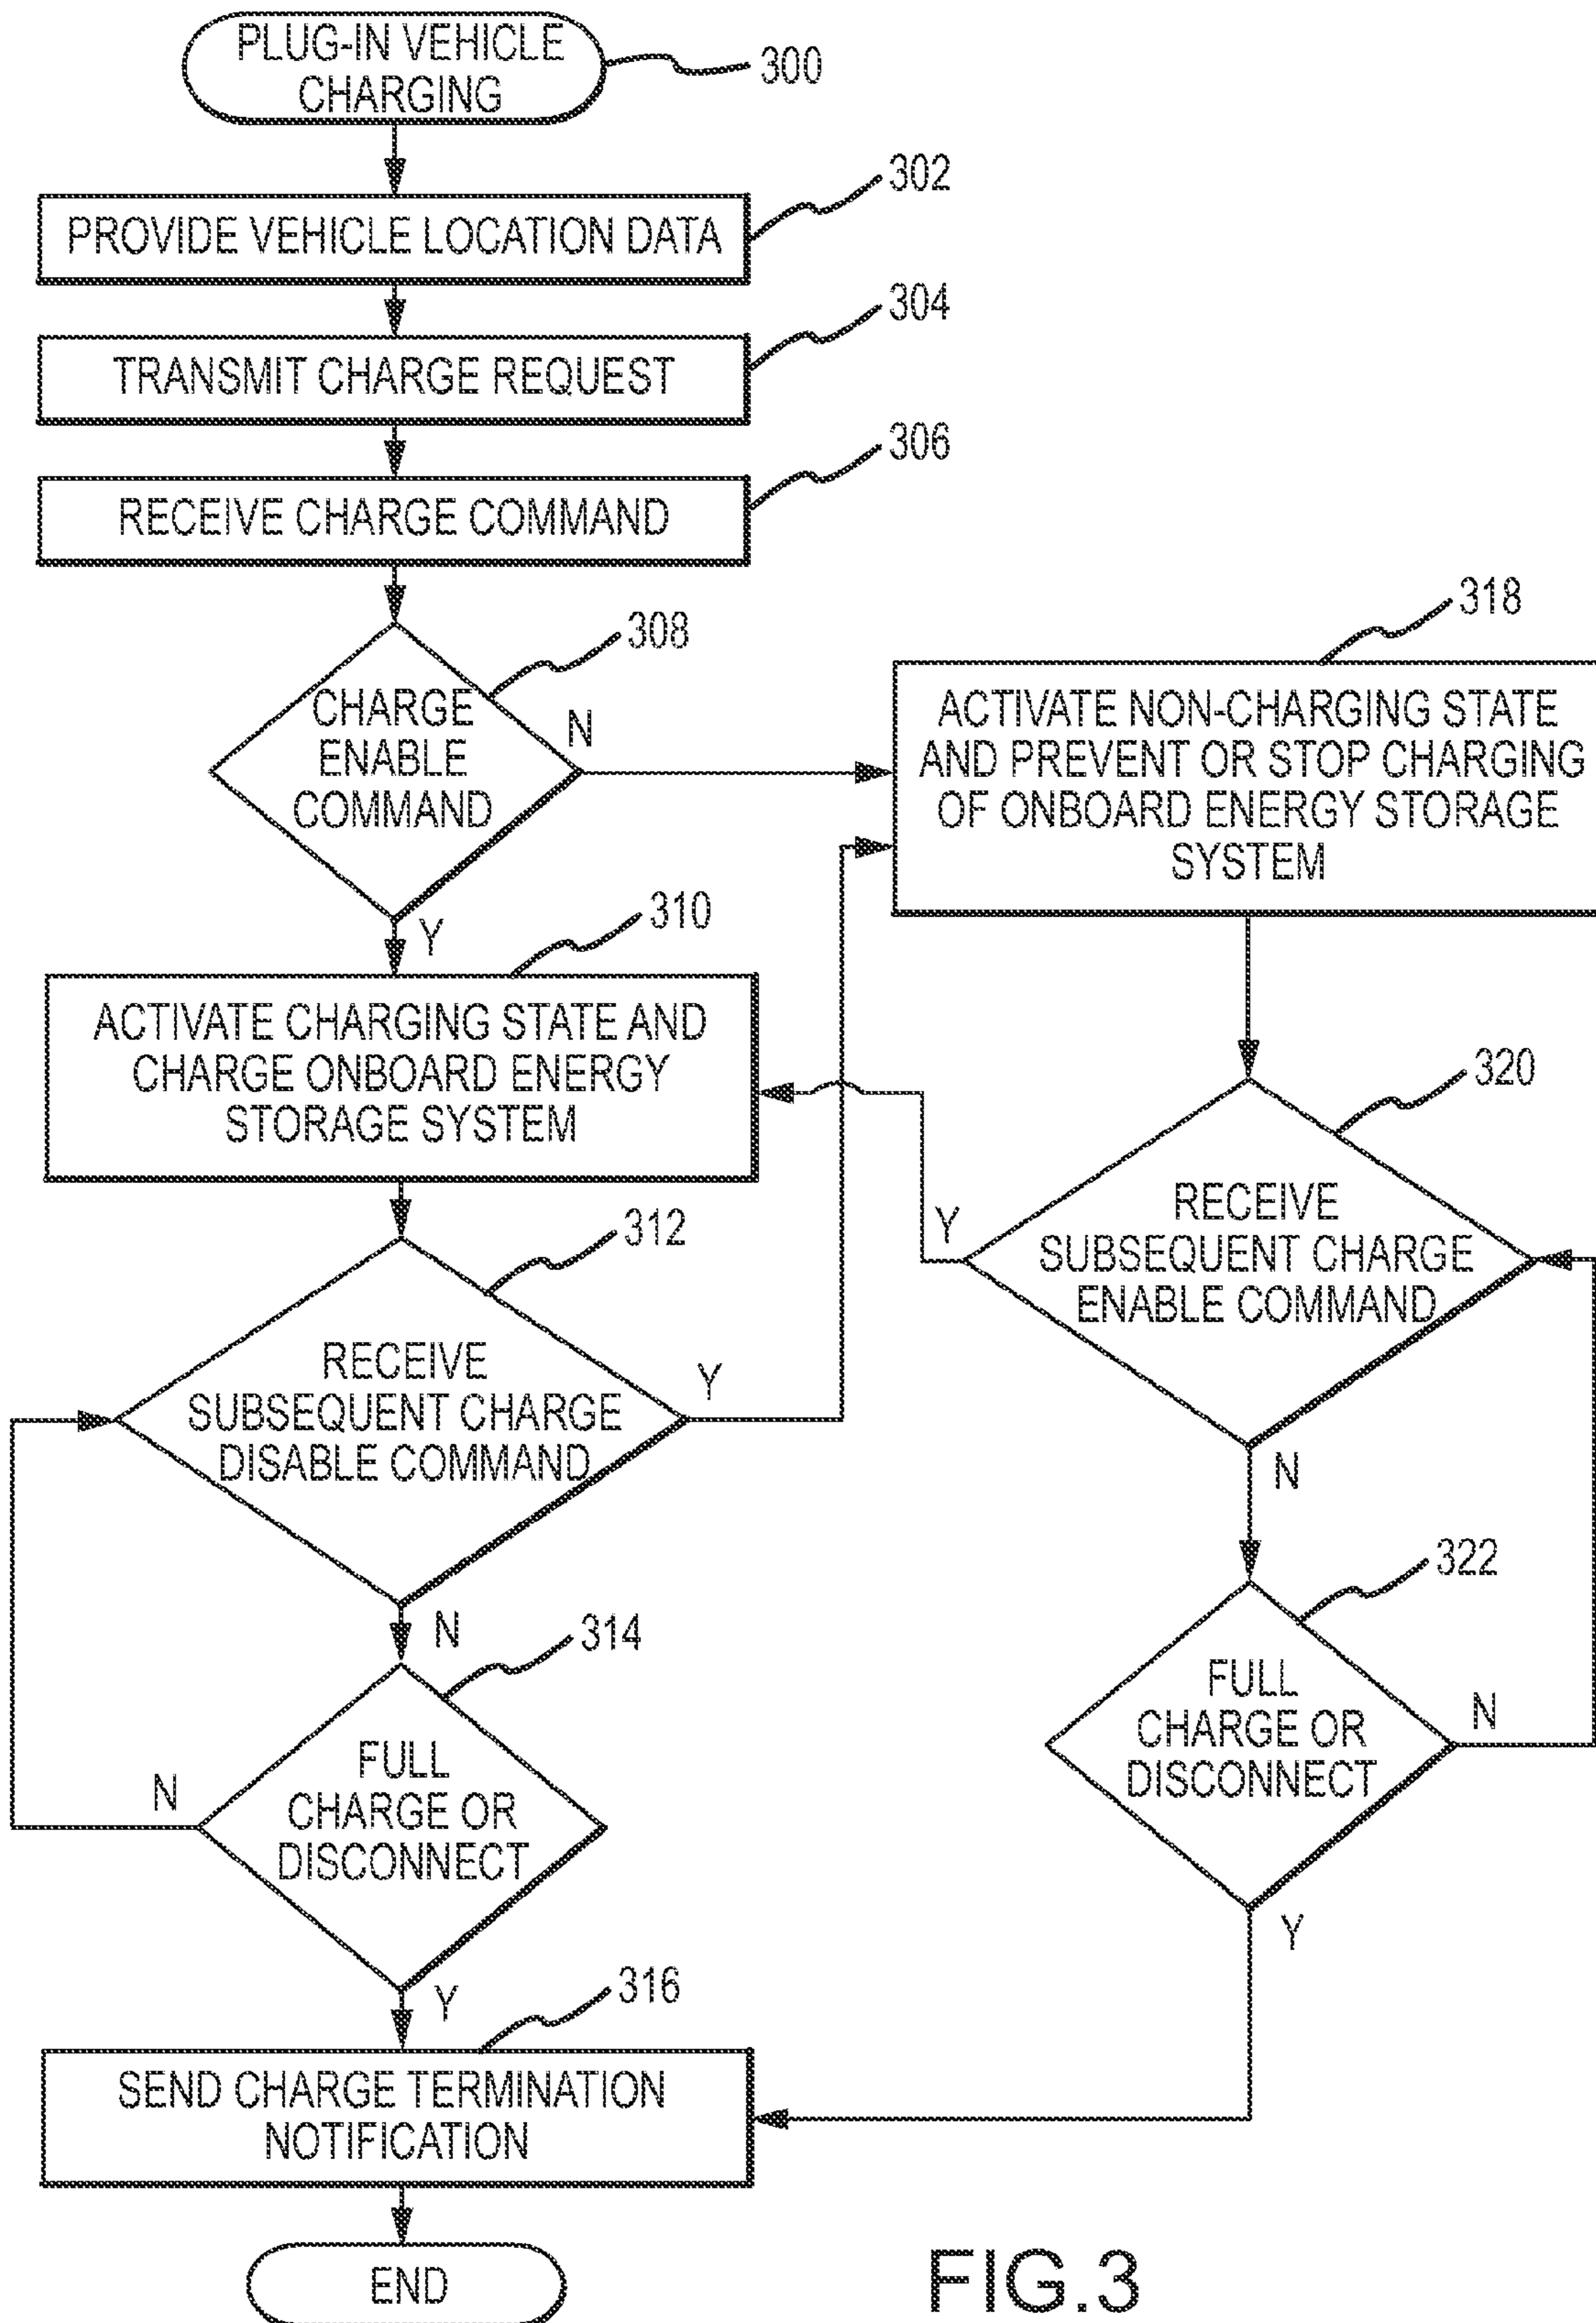 PLUG-IN VEHICLE
CHARGING
300
302
PROVIDE VEHICLE LOCATION DATA
304
TRANSMIT CHARGE REQUEST
306
RECEIVE CHARGE COMMAND
308
CHARGE
ENABLE
COMMAND
N
Y
318
ACTIVATE NON-CHARGING STATE
AND PREVENT OR STOP CHARGING
OF ONBOARD ENERGY STORAGE
SYSTEM
310
ACTIVATE CHARGING STATE AND
CHARGE ONBOARD ENERGY
STORAGE SYSTEM
320
RECEIVE
SUBSEQUENT CHARGE
ENABLE COMMAND
Y
N
312
RECEIVE
SUBSEQUENT CHARGE
DISABLE COMMAND
Y
N
322
FULL
CHARGE OR
DISCONNECT
N
Y
314
FULL
CHARGE OR
DISCONNECT
N
Y
316
SEND CHARGE TERMINATION
NOTIFICATION
END
FIG.3